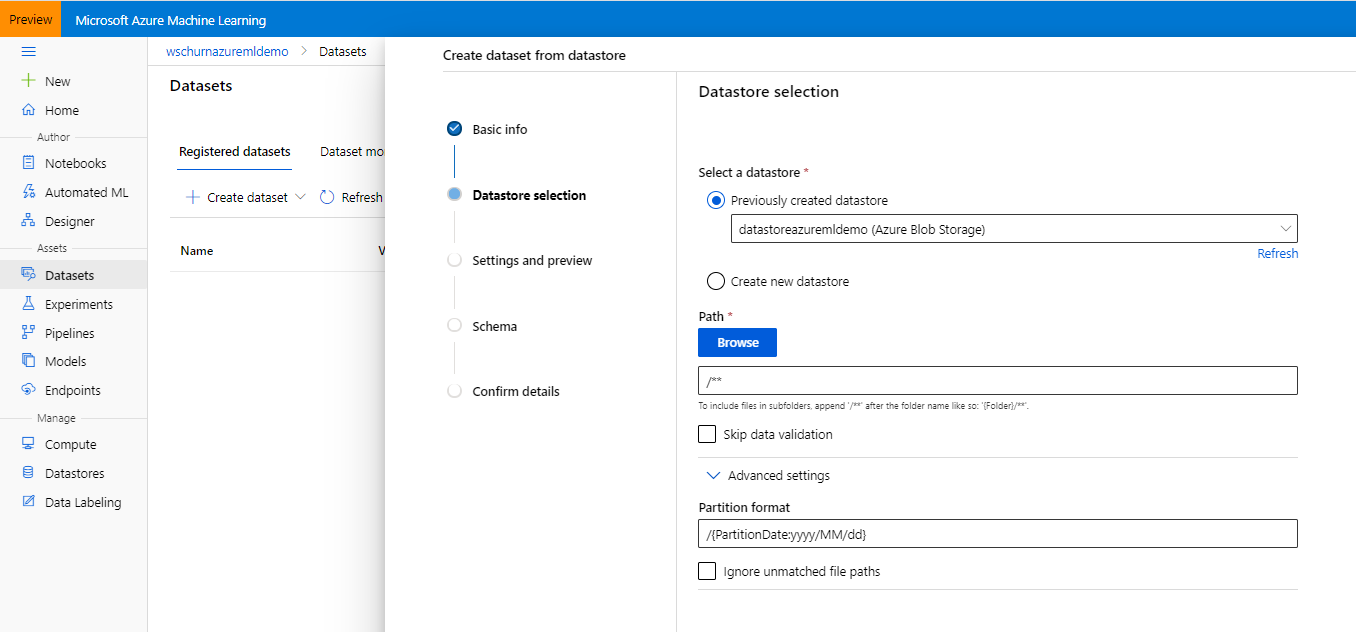 Preview
Microsoft Azure Machine Learning
New
Home
Author
Notebooks
Automated ML
Designer
Assets
Datasets
Experiments
Pipelines
Models
Endpoints
Manage
Compute
Datastores
Data Labeling
wschurnazuremldemo > Datasets
Datasets
Registered datasets
Dataset mo
Create dataset
Refresh
Name
V
Create dataset from datastore
Basic info
Datastore selection
Settings and preview
Schema
Confirm details
Datastore selection
Select a datastore *
Previously created datastore
datastoreazuremldemo (Azure Blob Storage)
Refresh
Create new datastore
Path *
Browse
/**
To include files in subfolders, append '/**' after the folder name like so: '{Folder}/**'.
Skip data validation
Advanced settings
Partition format
/{PartitionDate:yyyy/MM/dd}
Ignore unmatched file paths